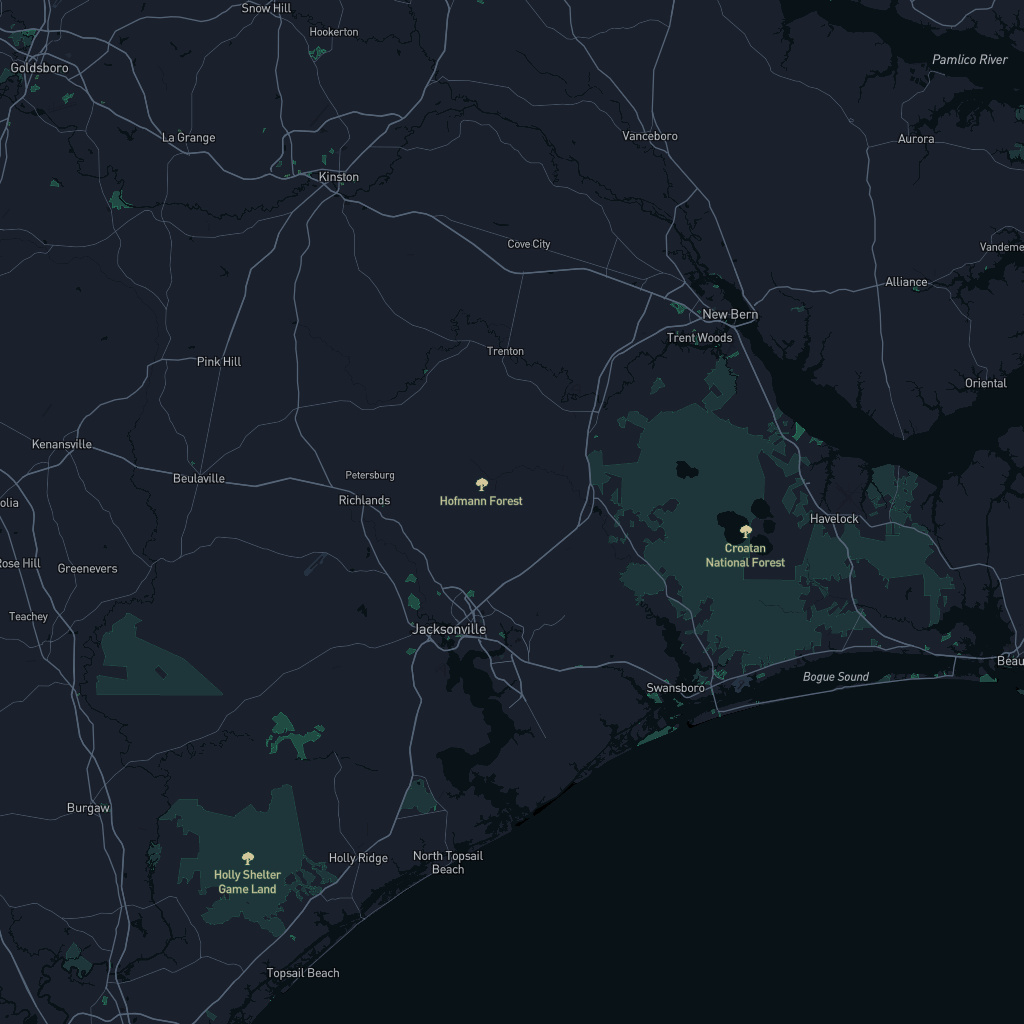 Snow Hill
Hookerton
Pamlico River
Goldsboro
La Grange
Vanceboro
Aurora
Kinston
Cove City
Vandeme
Alliance
New Bern
Trent Woods
Trenton
Pink Hill
Oriental
Kenansville
Petersburg
Beulaville
Richlands
Hofmann Forest
olia
Havelock
Croatan
National Forest
Rose Hill
Greenevers
Teachey
Jacksonville
Beau
Bogue Sound
Swansboro
Burgaw
Holly Ridge
North Topsail
Beach
Holly Shelter
Game Land
Topsail Beach